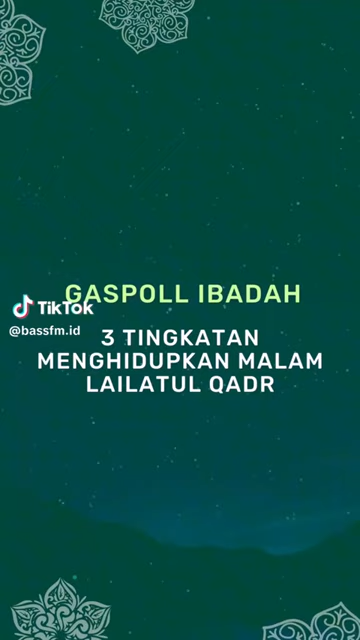 GASPOLL IBADAH
TikTok
@bassfm.id
3 TINGKATAN
MENGHIDUPKAN MALAM
LAILATUL QADR